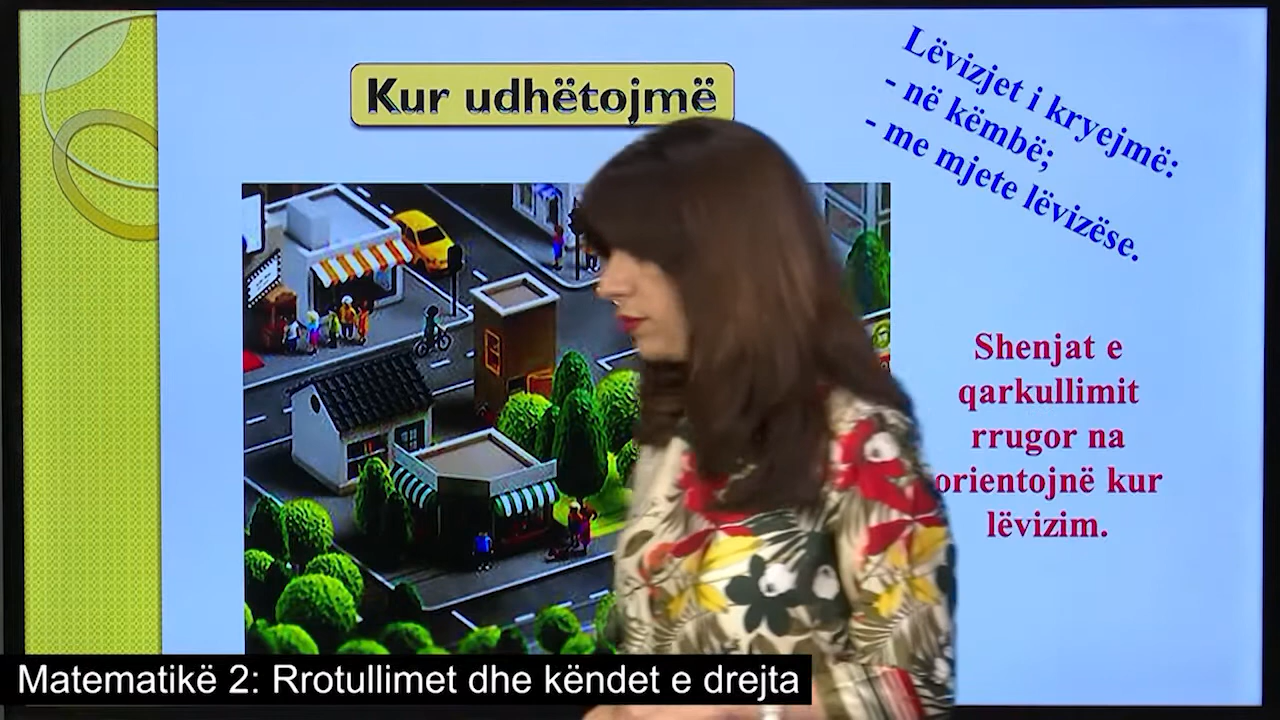 Kur udhëtojmë
Lëvizjet i kryejmë:
- në këmbë;
- me mjete lëvizëse.
Shenjat e
qarkullimit
rrugor na
orientojnë kur
lëvizim.
Matematikë 2: Rrotullimet dhe këndet e drejta